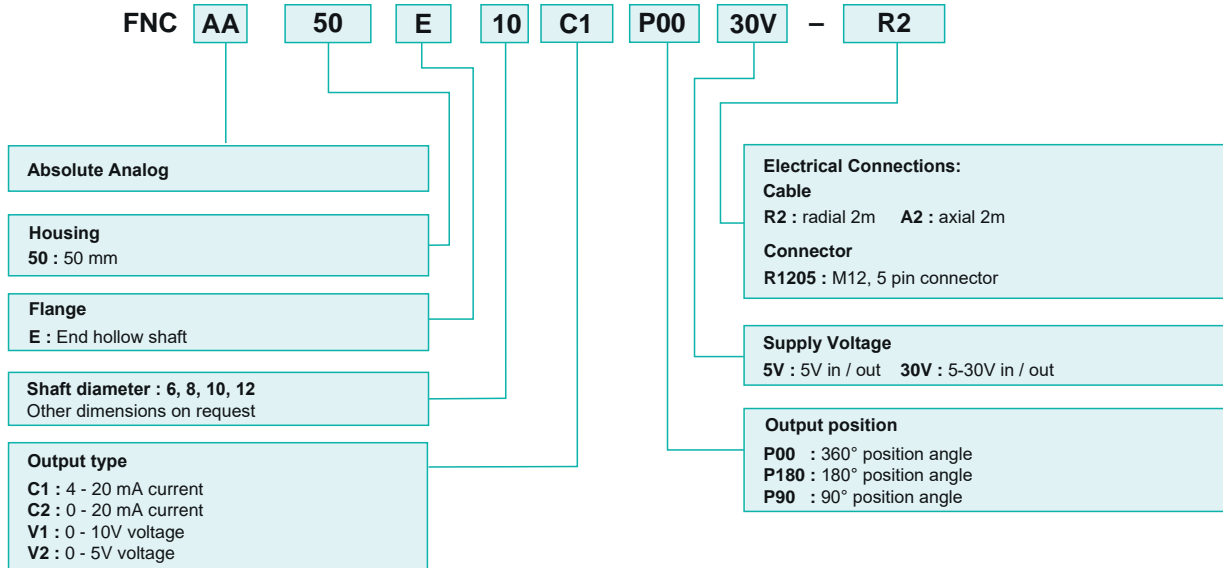 FNC AA 50 E 10 C1 P00 30V – R2
Absolute Analog
Housing
50 : 50 mm
Flange
E : End hollow shaft
Shaft diameter : 6, 8, 10, 12
Other dimensions on request
Output type
C1 : 4 - 20 mA current
C2 : 0 - 20 mA current
V1 : 0 - 10V voltage
V2 : 0 - 5V voltage
Electrical Connections:
Cable
R2 : radial 2m A2 : axial 2m
Connector
R1205 : M12, 5 pin connector
Supply Voltage
5V : 5V in / out 30V : 5-30V in / out
Output position
P00 : 360° position angle
P180 : 180° position angle
P90 : 90° position angle